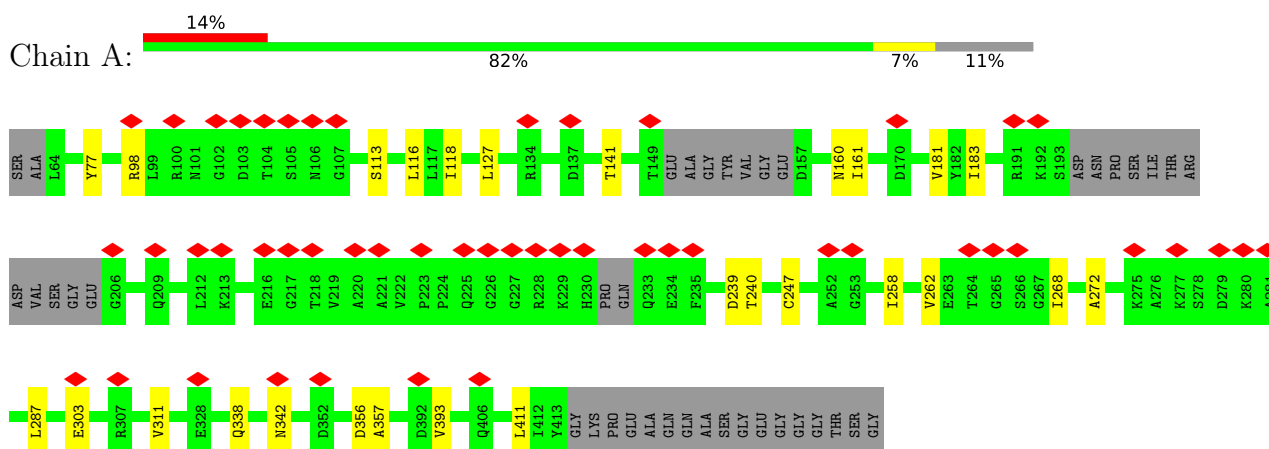 14%
Chain A:
82% 7% 11%
SER ALA L64 Y77 R98 L99 R100 N101 G102 D103 T104 S105 N106 G107 S113 L116 L117 I118 L127 R134 D137 T141 T149 GLU ALA GLY TYR VAL GLY GLU D157 N160 I161 D170 V181 Y182 I183 R191 K192 S193 ASP ASN PRO SER ILE THR ARG
ASP VAL SER GLY GLU G206 Q209 L212 K213 E216 G217 T218 V219 A220 A221 V222 P223 P224 Q225 G226 G227 R228 K229 H230 PRO GLN Q233 E234 F235 D239 T240 C247 A252 G253 I258 V262 E263 T264 G265 S266 G267 I268 A272 K275 A276 K277 S278 D279 K280
L287 E303 R307 V311 E328 Q338 N342 D352 D356 A357 D392 V393 Q406 L411 I412 Y413 GLY LYS PRO GLU ALA GLN GLN ALA SER GLY GLU GLY GLY GLY GLY THR SER GLY